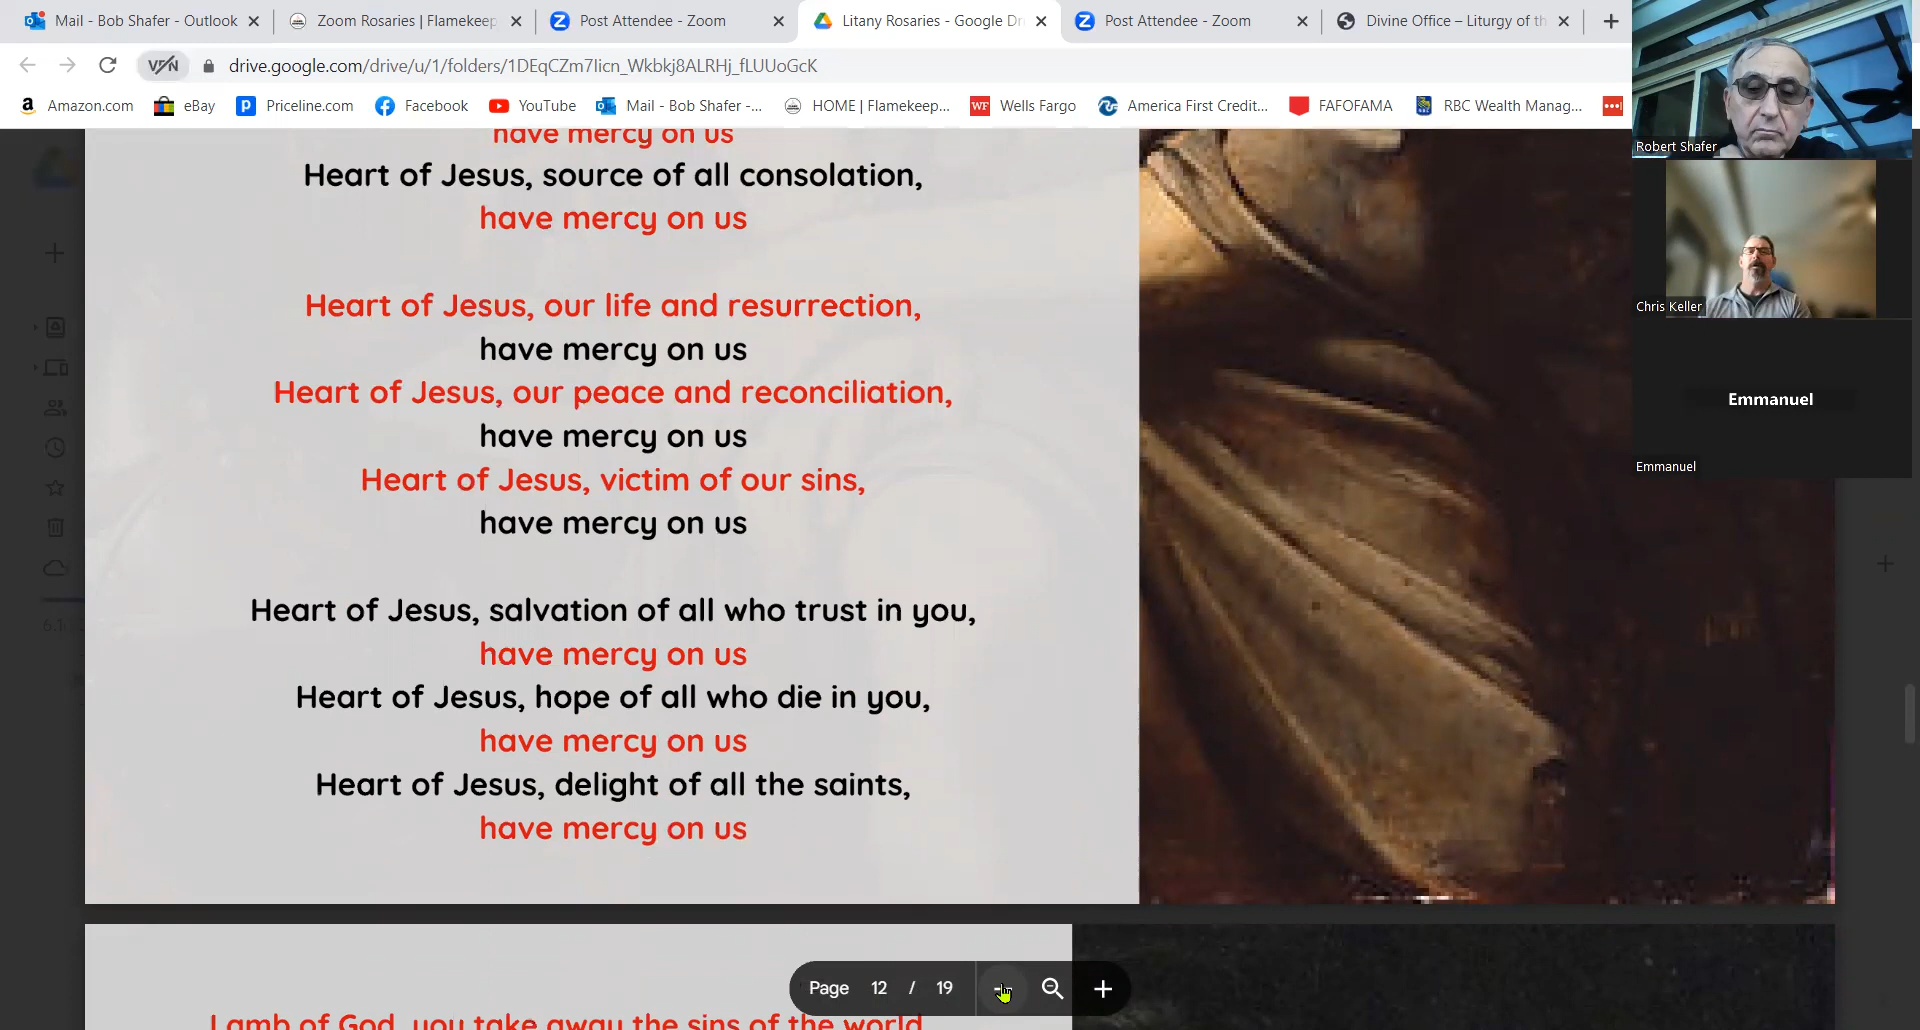 Mail - Bob Shafer - Outlook
Zoom Rosaries | Flamekeep
Post Attendee - Zoom
Litany Rosaries - Google Dr
Post Attendee - Zoom
Divine Office – Liturgy of th
VPN
drive.google.com/drive/u/1/folders/1DEqCZm7Iicn_Wkbkj8ALRHj_fLUUoGcK
Amazon.com
eBay
Priceline.com
Facebook
YouTube
Mail - Bob Shafer -...
HOME | Flamekeep...
WF Wells Fargo
America First Credit...
FAFOFAMA
RBC Wealth Manag...
have mercy on us
Heart of Jesus, source of all consolation,
have mercy on us
Heart of Jesus, our life and resurrection,
have mercy on us
Heart of Jesus, our peace and reconciliation,
have mercy on us
Heart of Jesus, victim of our sins,
have mercy on us
Heart of Jesus, salvation of all who trust in you,
have mercy on us
Heart of Jesus, hope of all who die in you,
have mercy on us
Heart of Jesus, delight of all the saints,
have mercy on us
Lamb of God, you take away the sins of the world
Page 12 / 19
Robert Shafer
Chris Keller
Emmanuel
Emmanuel